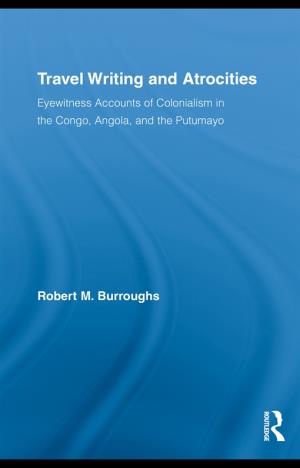 Travel Writing and Atrocities
Eyewitness Accounts of Colonialism in
the Congo, Angola, and the Putumayo
Robert M. Burroughs
ROUTLEDGE